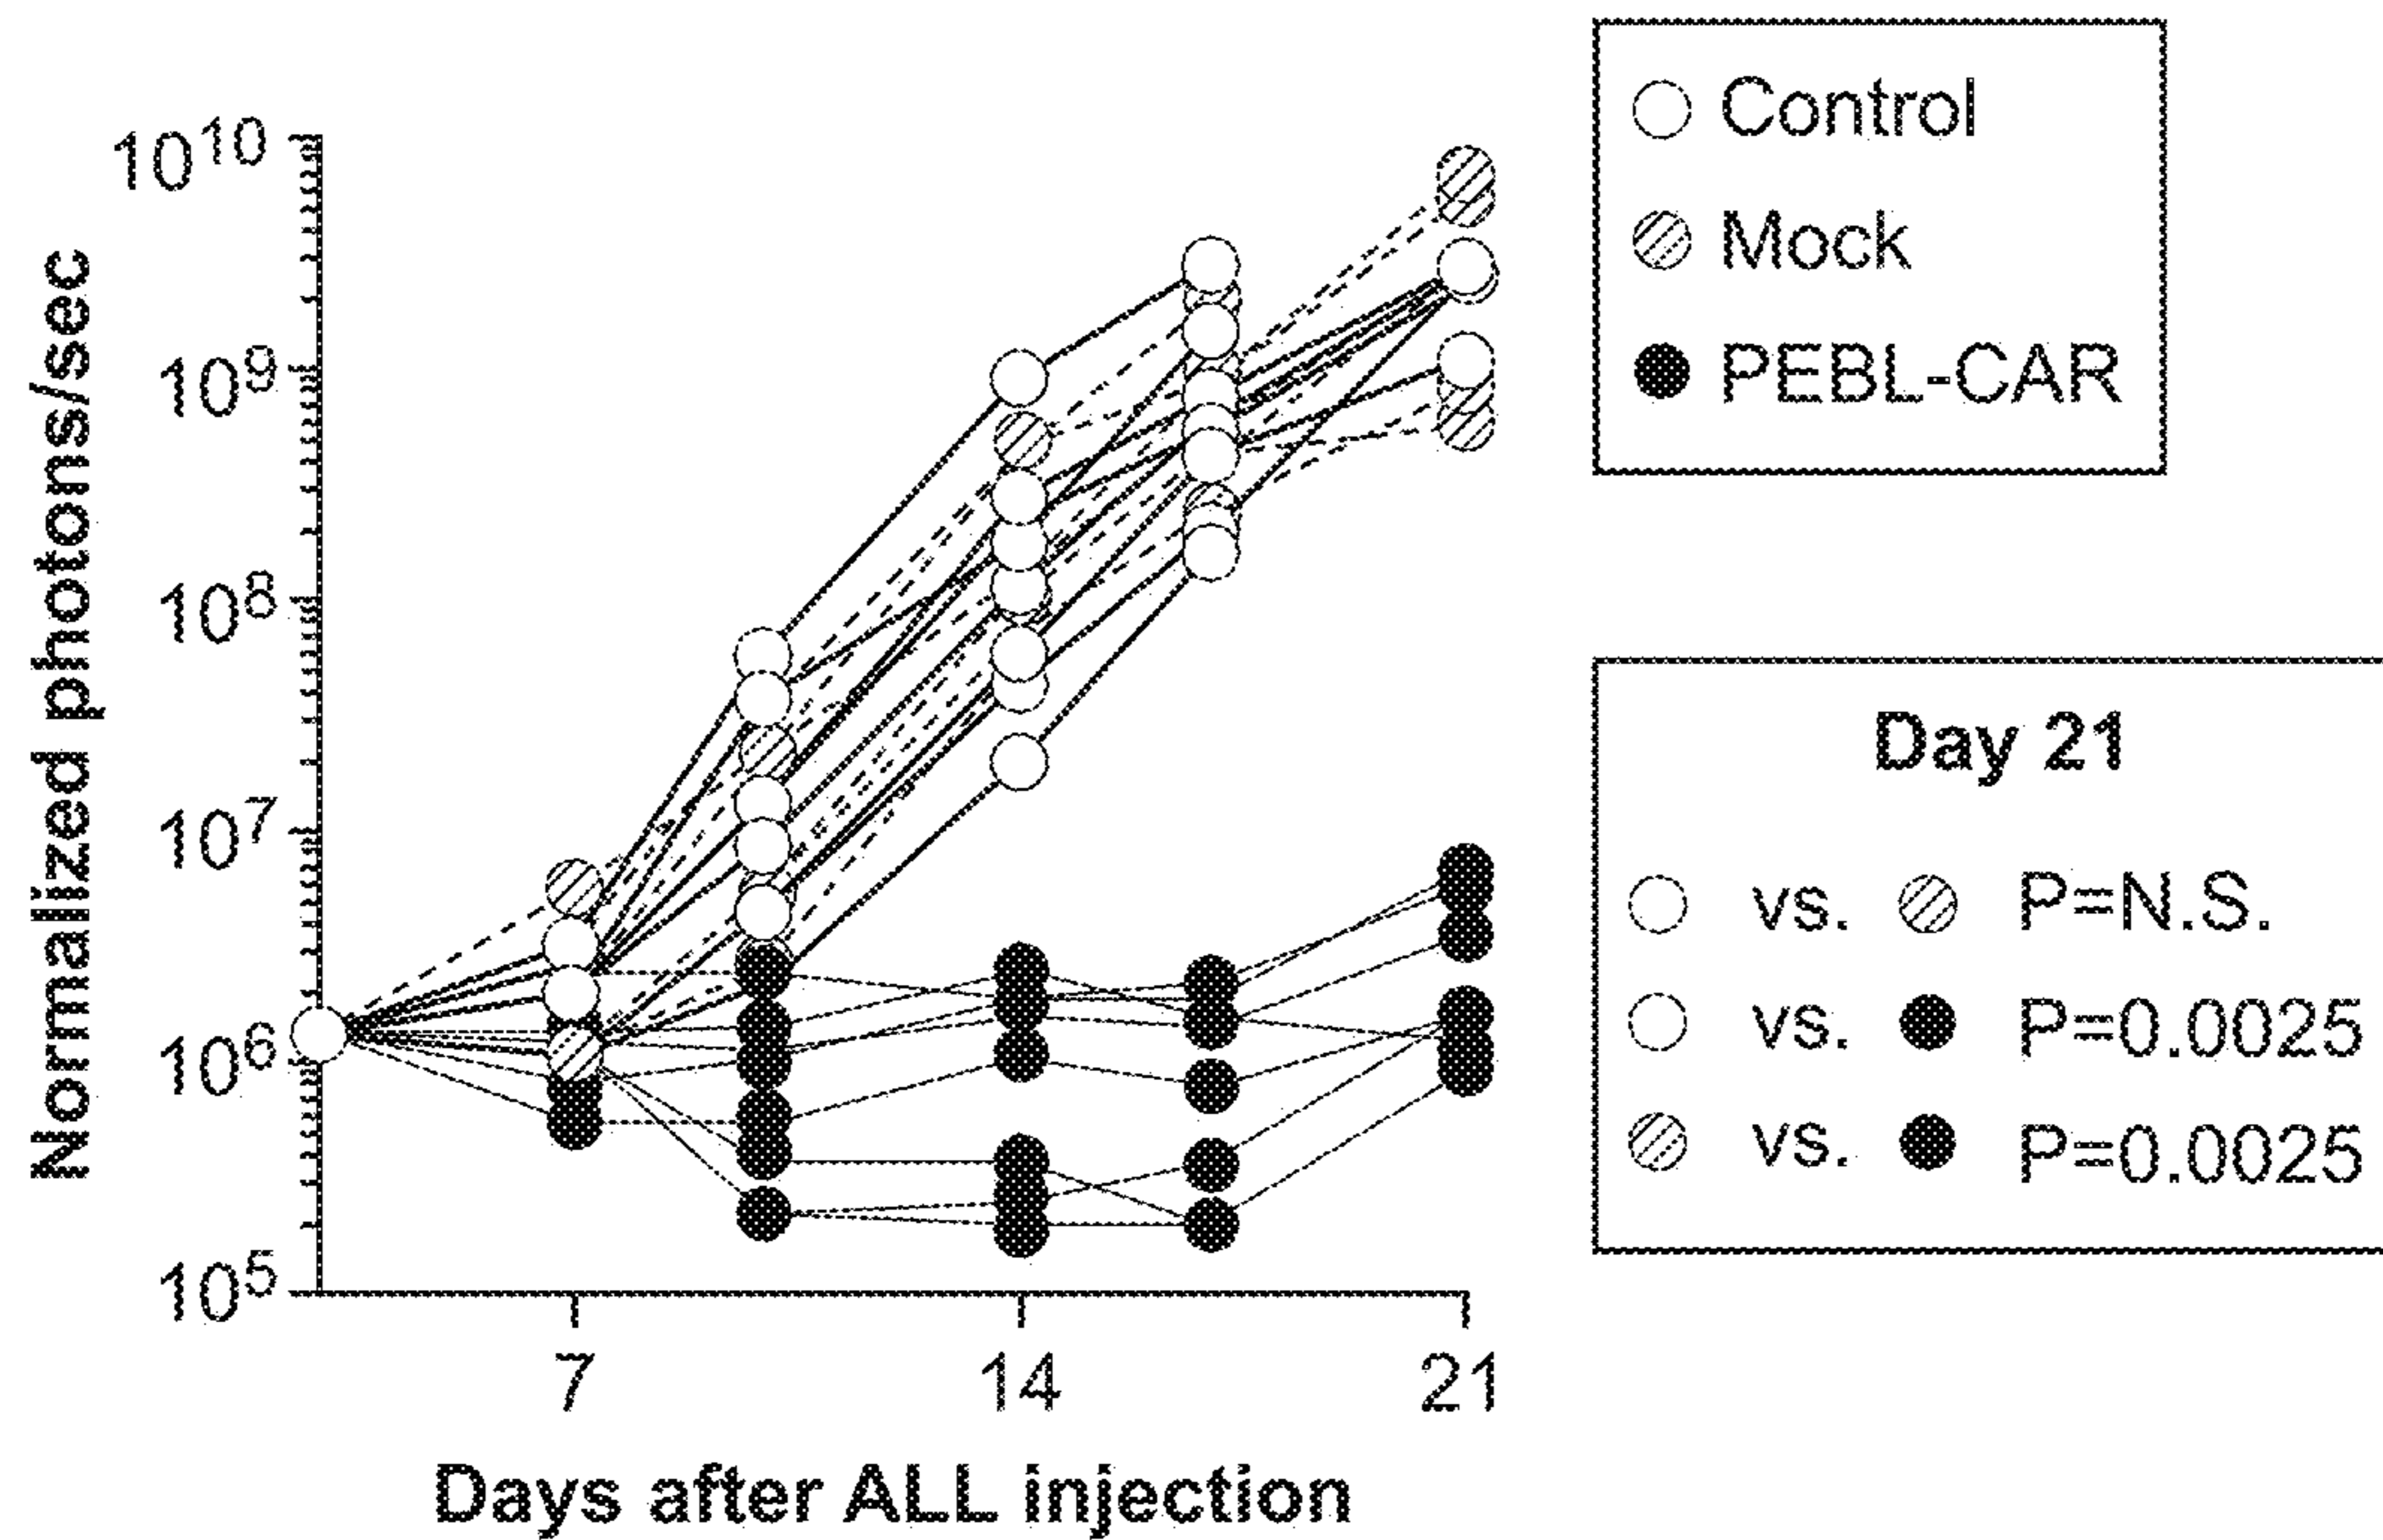 Normalized photons/sec
10^10
10^9
10^8
10^7
10^6
10^5
7
14
21
Days after ALL injection
Control
Mock
PEBL-CAR
Day 21
vs. P=N.S.
vs. P=0.0025
vs. P=0.0025